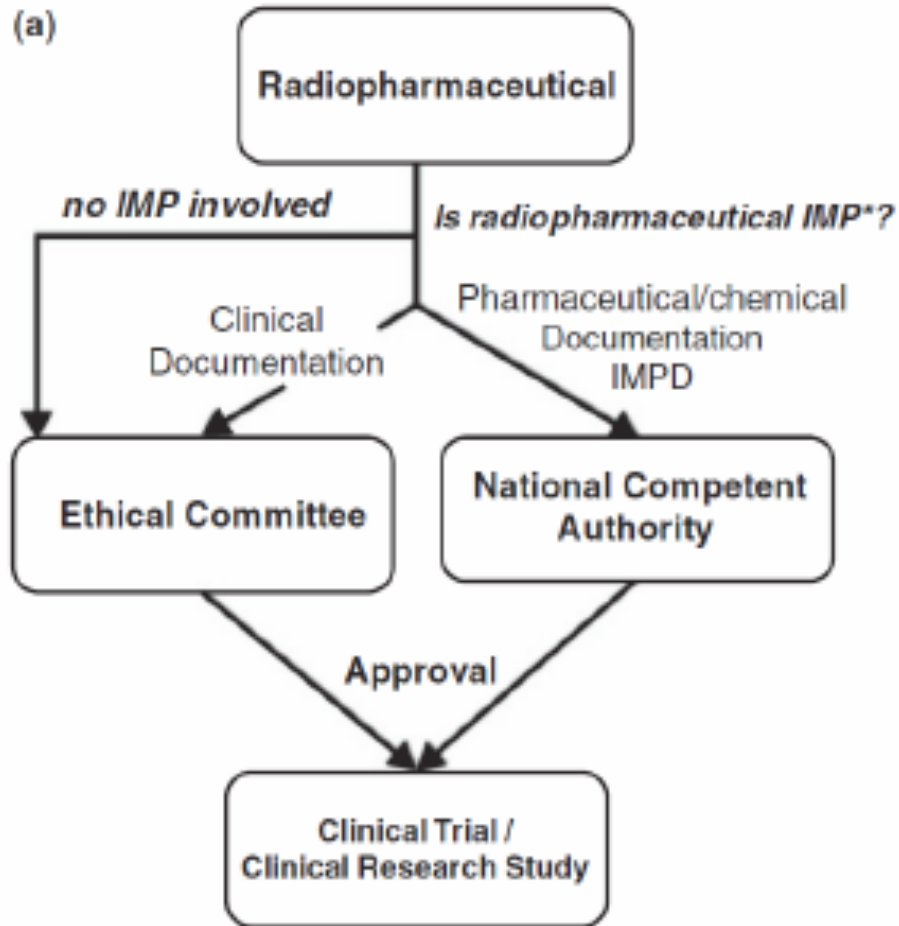 (a)
Radiopharmaceutical
no IMP involved
Is radiopharmaceutical IMP*?
Clinical
Documentation
Pharmaceutical/chemical
Documentation
IMPD
Ethical Committee
National Competent
Authority
Approval
Clinical Trial /
Clinical Research Study